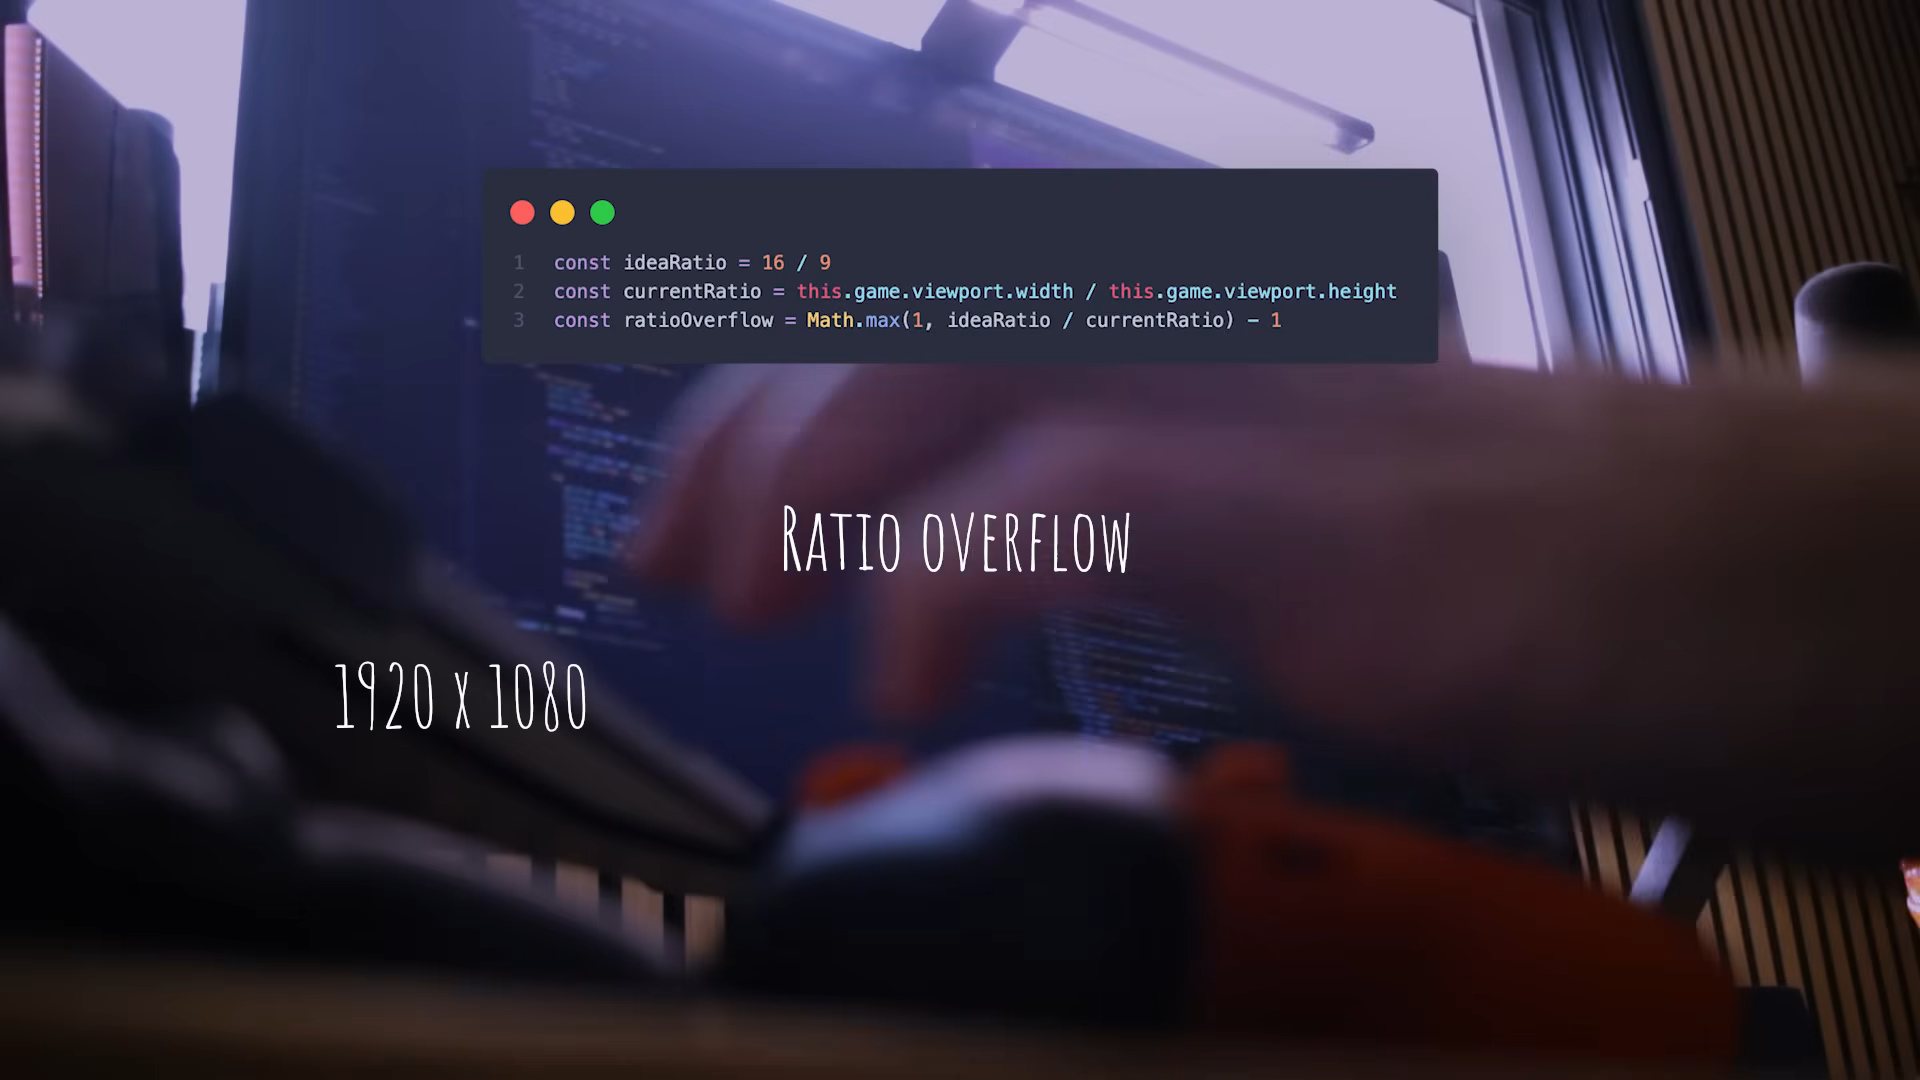 1 const ideaRatio = 16 / 9
2 const currentRatio = this.game.viewport.width / this.game.viewport.height
3 const ratioOverflow = Math.max(1, ideaRatio / currentRatio) - 1
Ratio overflow
1920 x 1080